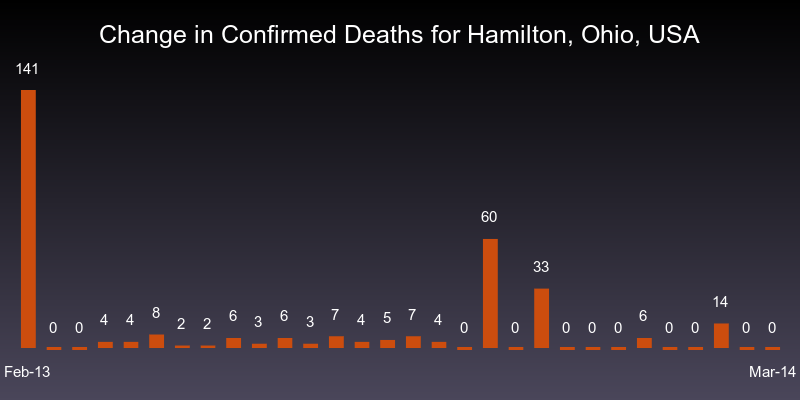 Change in Confirmed Deaths for Hamilton, Ohio, USA
141 0 0 4 4 8 2 2 6 3 6 3 7 4 5 7 4 0 60 0 33 0 0 0 6 0 0 14 0 0
Feb-13 Mar-14